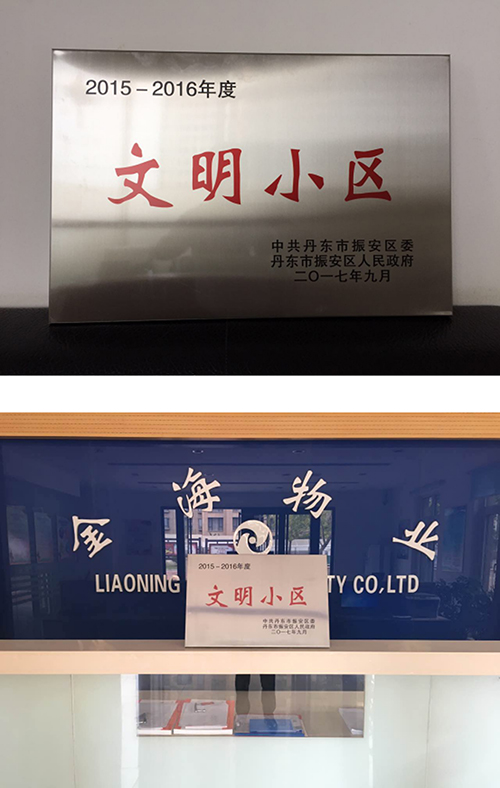 2015-2016年度
文明小区
中共丹东市振安区委
丹东市振安区人民政府
二〇一七年九月
金海物业
LIAONING TY CO,LTD
2015-2016年度
文明小区
中共丹东市振安区委
丹东市振安区人民政府
二〇一七年九月